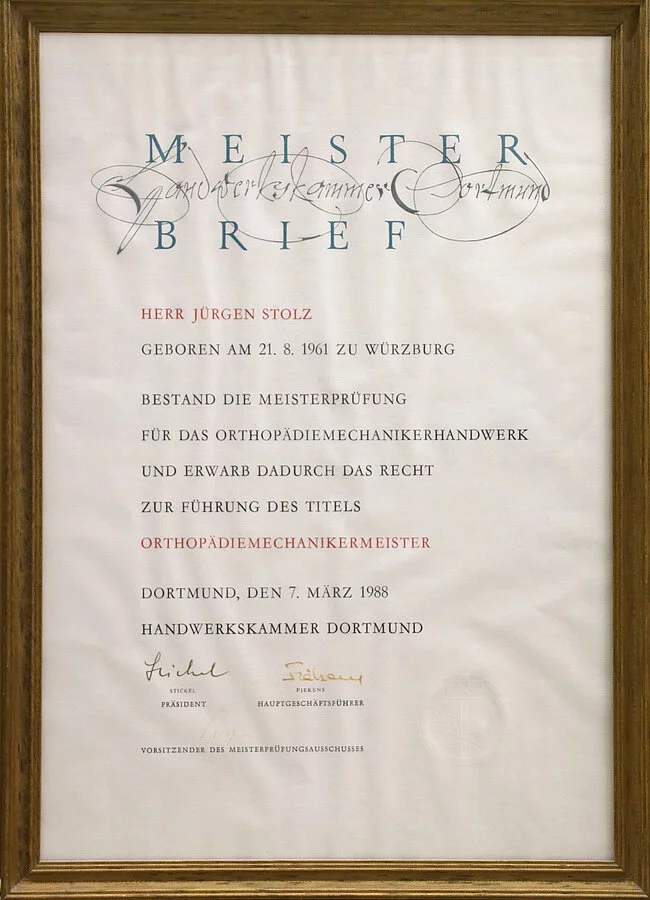 MEISTER
Handwerkskammer Dortmund
BRIEF
HERR JÜRGEN STOLZ
GEBOREN AM 21. 8. 1961 ZU WÜRZBURG
BESTAND DIE MEISTERPRÜFUNG
FÜR DAS ORTHOPÄDIEMECHANIKERHANDWERK
UND ERWARB DADURCH DAS RECHT
ZUR FÜHRUNG DES TITELS
ORTHOPÄDIEMECHANIKERMEISTER
DORTMUND, DEN 7. MÄRZ 1988
HANDWERKSKAMMER DORTMUND
Stickel
STICKEL PIEKENS
PRÄSIDENT HAUPTGESCHÄFTSFÜHRER
VORSITZENDER DES MEISTERPRÜFUNGSAUSSCHUSSES